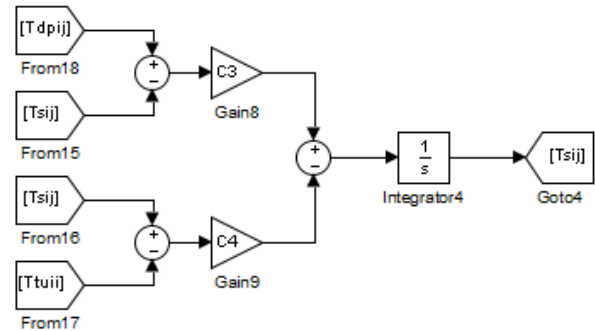 [Tdpij]
From18
+
−
C3
Gain8
[Tsij]
From15
+
−
1
s
Integrator4
[Tsij]
Goto4
[Tsij]
From16
+
−
C4
Gain9
[Ttuii]
From17